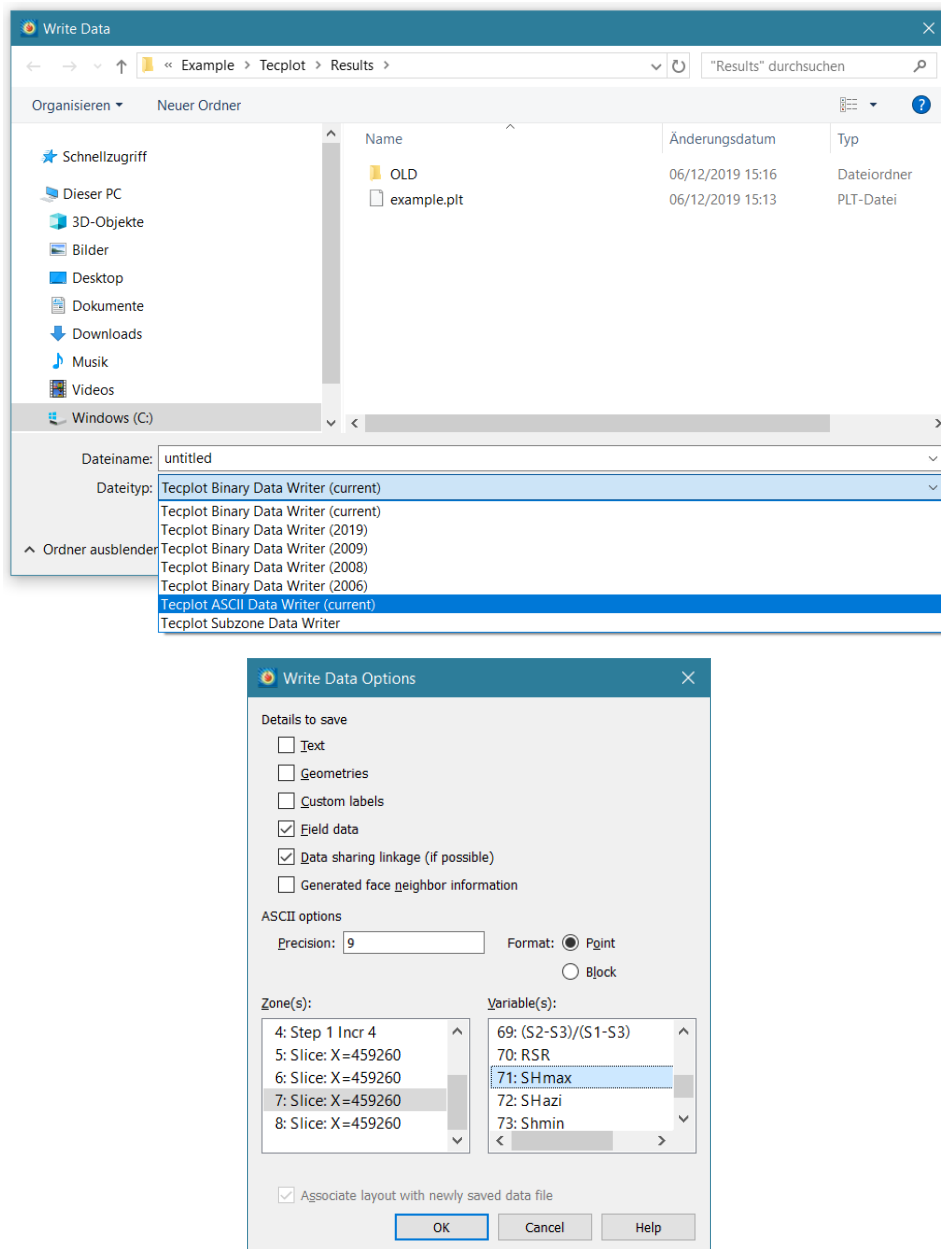 Write Data
« Example > Tecplot > Results >
"Results" durchsuchen
Organisieren
Neuer Ordner
Name
Änderungsdatum
Typ
Schnellzugriff
Dieser PC
3D-Objekte
Bilder
Desktop
Dokumente
Downloads
Musik
Videos
Windows (C:)
OLD
06/12/2019 15:16
Dateiordner
example.plt
06/12/2019 15:13
PLT-Datei
Dateiname: untitled
Dateityp: Tecplot Binary Data Writer (current)
Tecplot Binary Data Writer (current)
Tecplot Binary Data Writer (2019)
Tecplot Binary Data Writer (2009)
Tecplot Binary Data Writer (2008)
Tecplot Binary Data Writer (2006)
Tecplot ASCII Data Writer (current)
Tecplot Subzone Data Writer
Ordner ausblenden
Write Data Options
Details to save
Text
Geometries
Custom labels
Field data
Data sharing linkage (if possible)
Generated face neighbor information
ASCII options
Precision: 9
Format: Point
Block
Zone(s):
4: Step 1 Incr 4
5: Slice: X=459260
6: Slice: X=459260
7: Slice: X=459260
8: Slice: X=459260
Variable(s):
69: (S2-S3)/(S1-S3)
70: RSR
71: SHmax
72: SHazi
73: Shmin
Associate layout with newly saved data file
OK
Cancel
Help